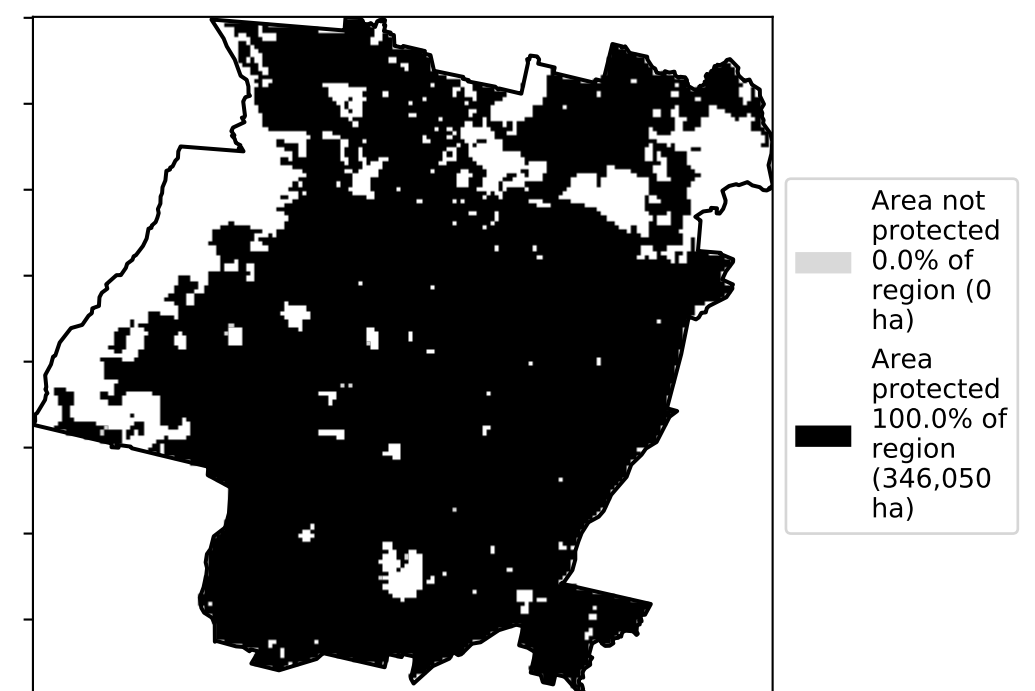 Area not
protected
0.0% of
region (0
ha)
Area
protected
100.0% of
region
(346,050
ha)